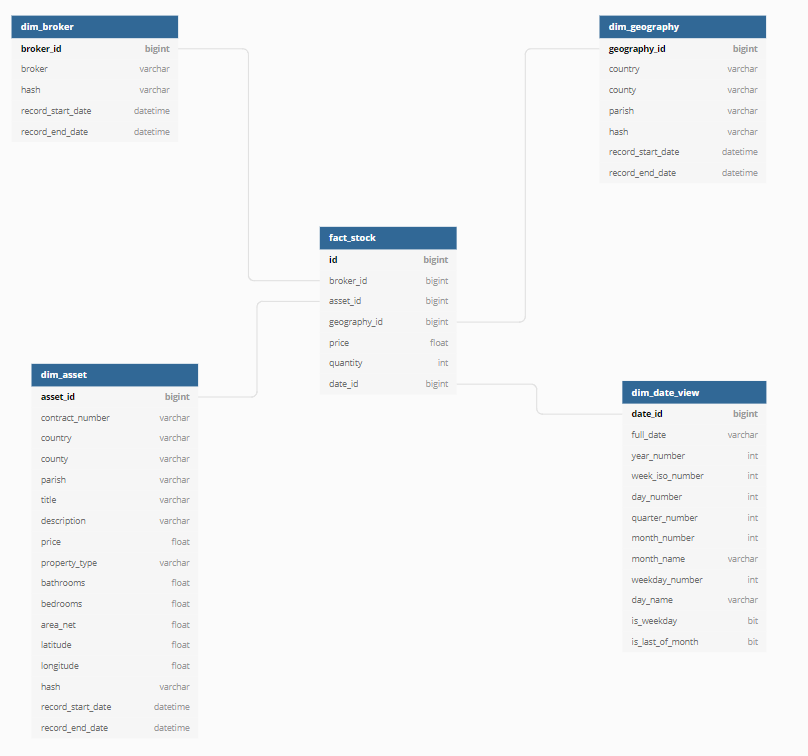 dim_broker
broker_id bigint
broker varchar
hash varchar
record_start_date datetime
record_end_date datetime
dim_geography
geography_id bigint
country varchar
county varchar
parish varchar
hash varchar
record_start_date datetime
record_end_date datetime
fact_stock
id bigint
broker_id bigint
asset_id bigint
geography_id bigint
price float
quantity int
date_id bigint
dim_asset
asset_id bigint
contract_number varchar
country varchar
county varchar
parish varchar
title varchar
description varchar
price float
property_type varchar
bathrooms float
bedrooms float
area_net float
latitude float
longitude float
hash varchar
record_start_date datetime
record_end_date datetime
dim_date_view
date_id bigint
full_date varchar
year_number int
week_iso_number int
day_number int
quarter_number int
month_number int
month_name varchar
weekday_number int
day_name varchar
is_weekday bit
is_last_of_month bit